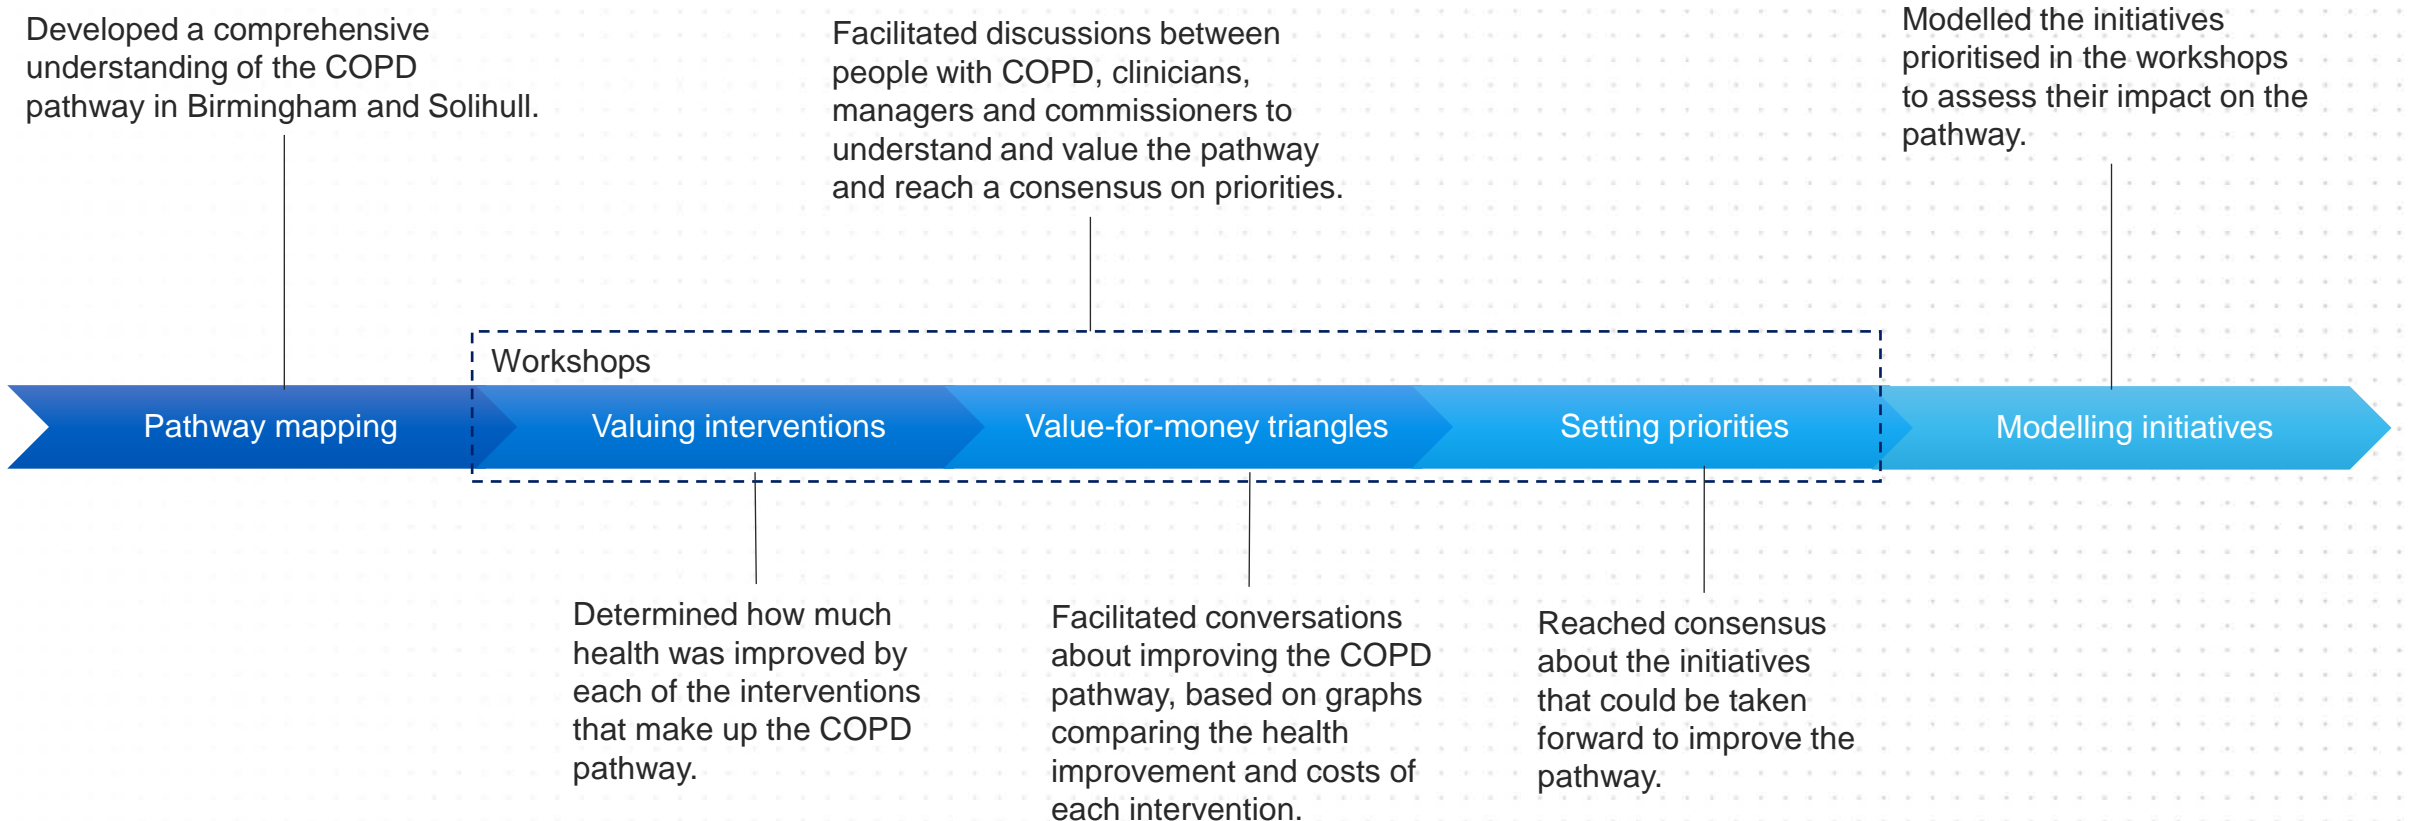 Developed a comprehensive
understanding of the COPD
pathway in Birmingham and Solihull.
Facilitated discussions between
people with COPD, clinicians,
managers and commissioners to
understand and value the pathway
and reach a consensus on priorities.
Modelled the initiatives
prioritised in the workshops
to assess their impact on the
pathway.
Workshops
Pathway mapping
Valuing interventions
Value-for-money triangles
Setting priorities
Modelling initiatives
Determined how much
health was improved by
each of the interventions
that make up the COPD
pathway.
Facilitated conversations
about improving the COPD
pathway, based on graphs
comparing the health
improvement and costs of
each intervention.
Reached consensus
about the initiatives
that could be taken
forward to improve the
pathway.